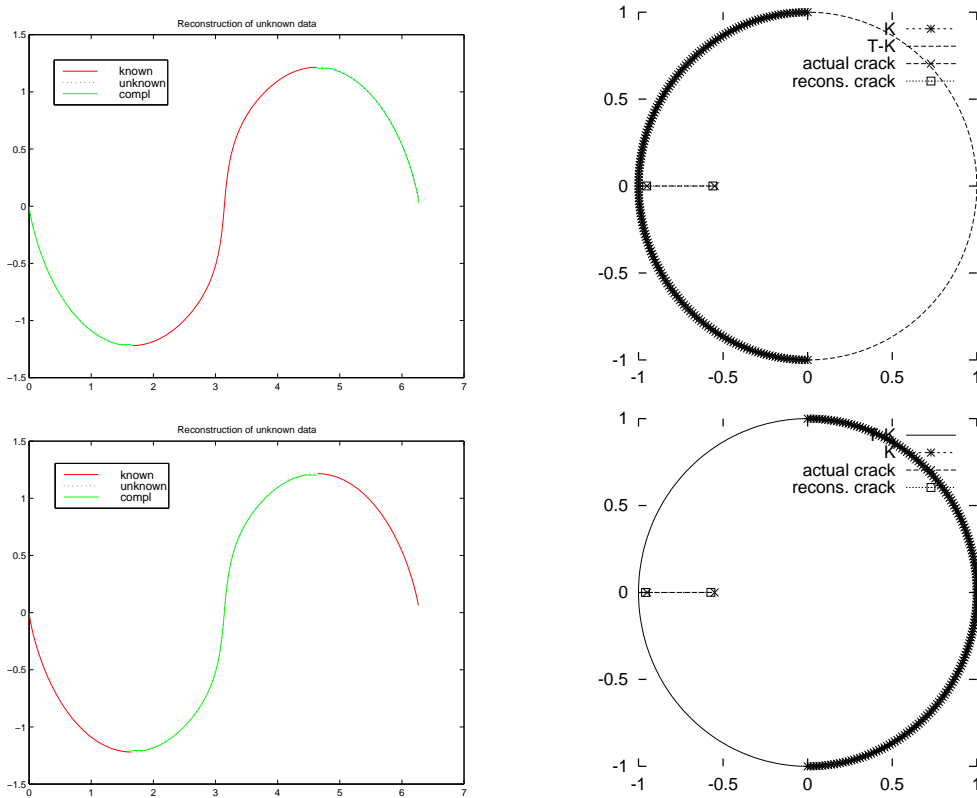 Reconstruction of unknown data
1.5
1
0.5
0
-0.5
-1
-1.5
0 1 2 3 4 5 6 7
known
unknown
compl
1
0.5
0
-0.5
-1
-1 -0.5 0 0.5 1
K
T-K
actual crack
recons. crack
Reconstruction of unknown data
1.5
1
0.5
0
-0.5
-1
-1.5
0 1 2 3 4 5 6 7
known
unknown
compl
1
0.5
0
-0.5
-1
-1 -0.5 0 0.5 1
T-K
K
actual crack
recons. crack